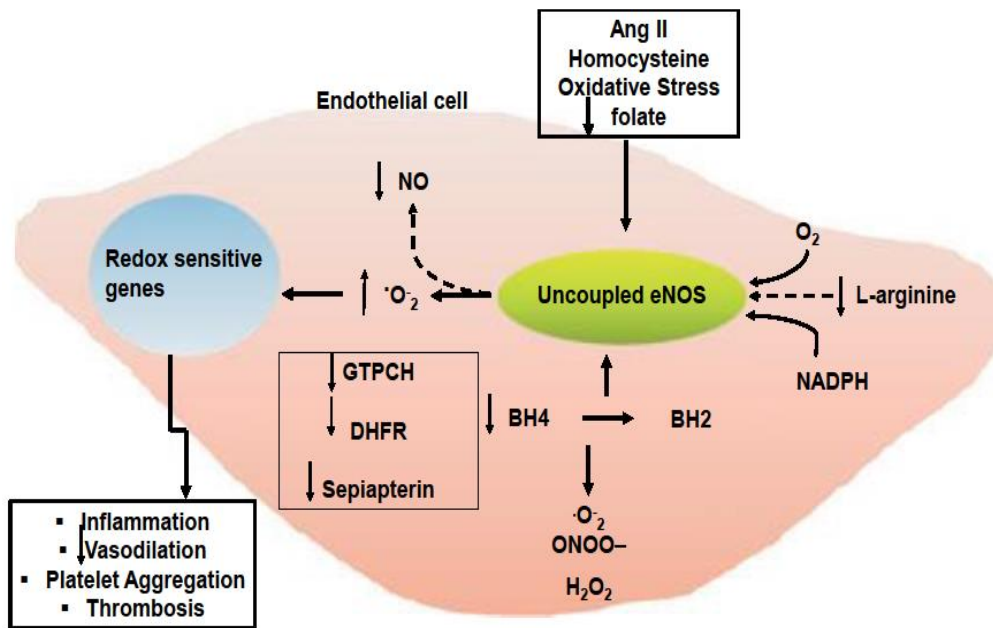 Ang II
Homocysteine
Oxidative Stress
↓ folate
Endothelial cell
↓ NO
O₂
Redox sensitive
genes
↑ ·O⁻₂
Uncoupled eNOS
↓ L-arginine
NADPH
↓ GTPCH
↓ DHFR
↓ Sepiapterin
↓ BH4
BH2
·O⁻₂
ONOO–
H₂O₂
▪ Inflammation
▪ ↓ Vasodilation
▪ Platelet Aggregation
▪ Thrombosis